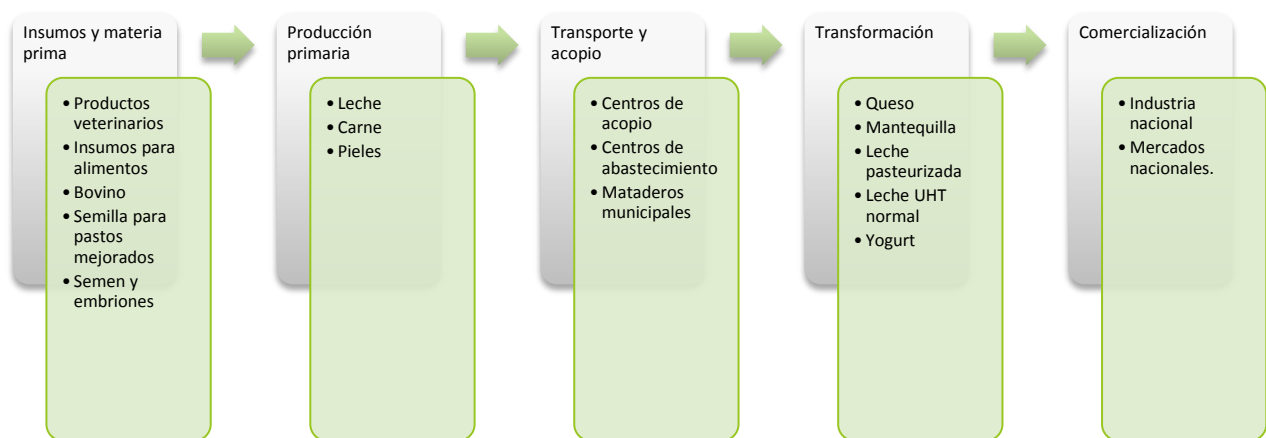 Insumos y materia
prima
• Productos
veterinarios
• Insumos para
alimentos
• Bovino
• Semilla para
pastos
mejorados
• Semen y
embriones
Producción
primaria
• Leche
• Carne
• Pieles
Transporte y
acopio
• Centros de
acopio
• Centros de
abastecimiento
• Mataderos
municipales
Transformación
• Queso
• Mantequilla
• Leche
pasteurizada
• Leche UHT
normal
• Yogurt
Comercialización
• Industria
nacional
• Mercados
nacionales.